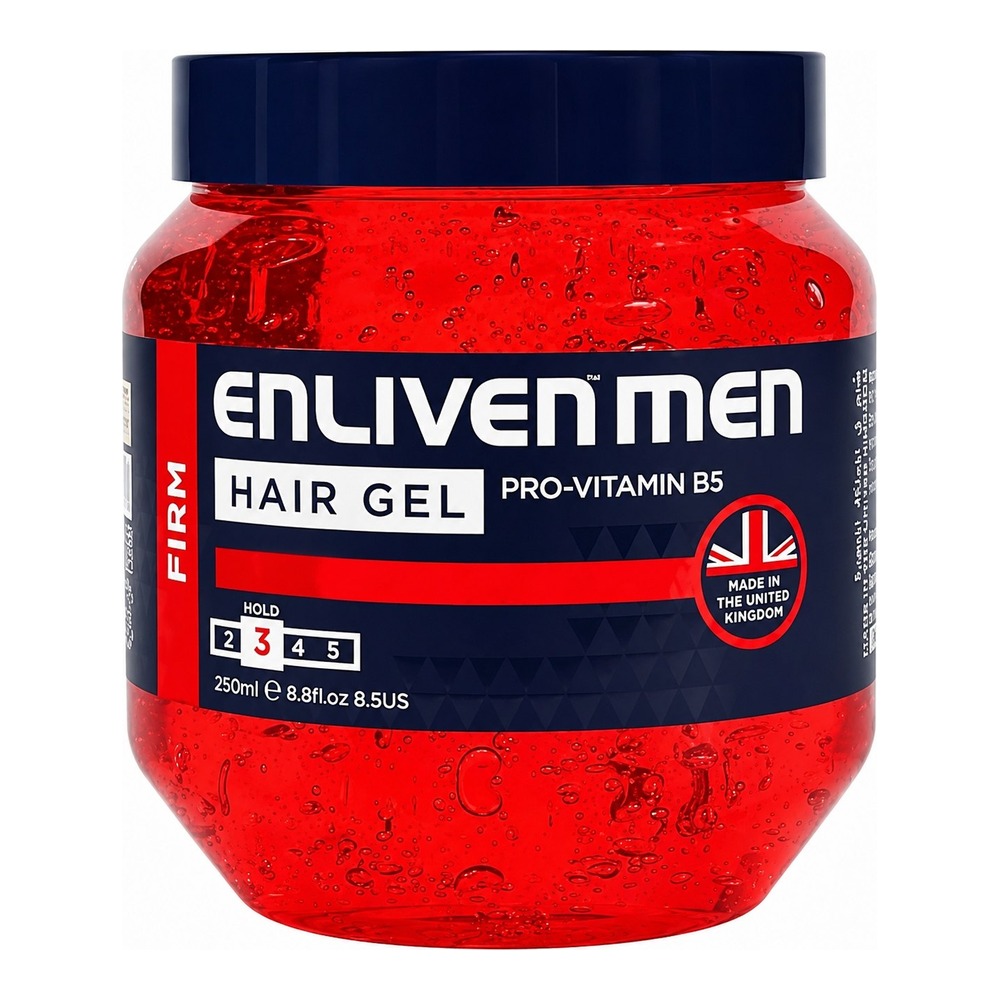 ENLIVEN MEN
HAIR GEL
PRO-VITAMIN B5
FIRM
MADE IN
THE UNITED
KINGDOM
HOLD
2 3 4 5
250ml ℮ 8.8fl.oz 8.5US